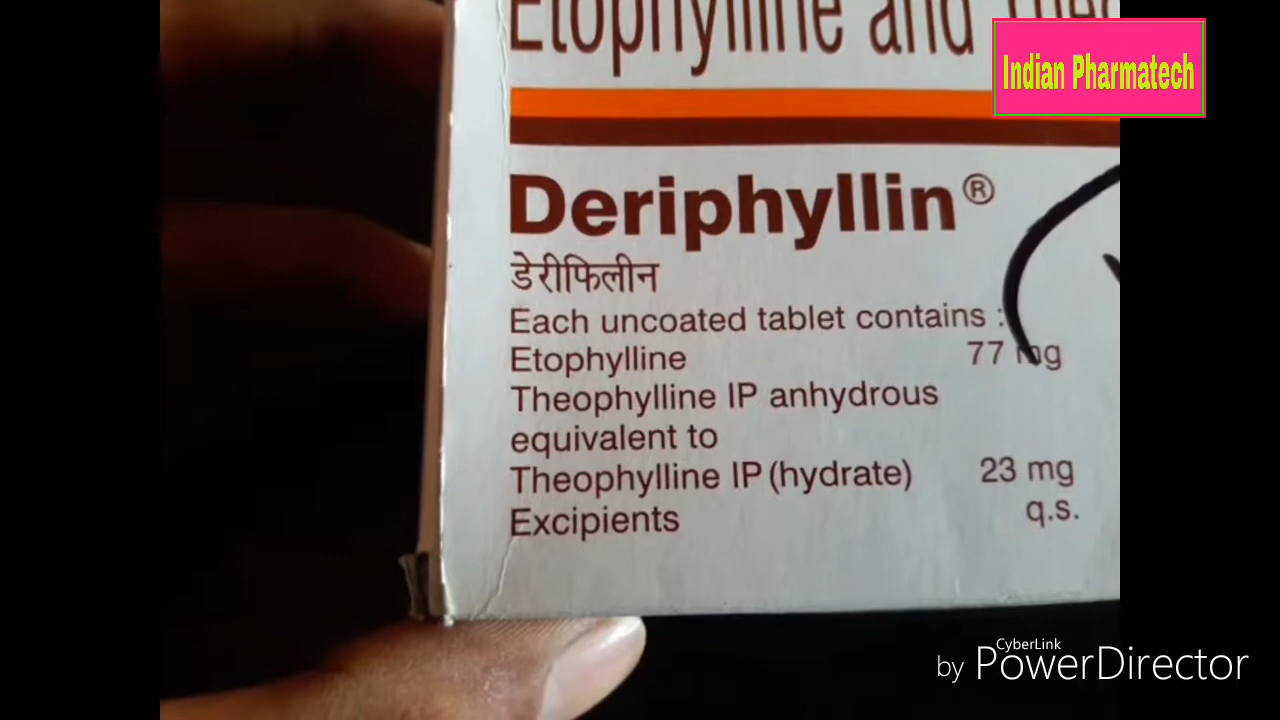 Etophylline and
Indian Pharmatech
Deriphyllin®
डेरीफिलीन
Each uncoated tablet contains :
Etophylline 77 mg
Theophylline IP anhydrous
equivalent to
Theophylline IP (hydrate) 23 mg
Excipients q.s.
CyberLink
by PowerDirector